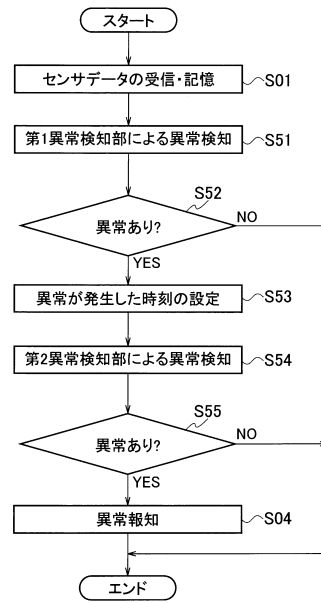 スタート
センサデータの受信・記憶 S01
第1異常検知部による異常検知 S51
S52
異常あり? NO
YES
異常が発生した時刻の設定 S53
第2異常検知部による異常検知 S54
S55
異常あり? NO
YES
異常報知 S04
エンド